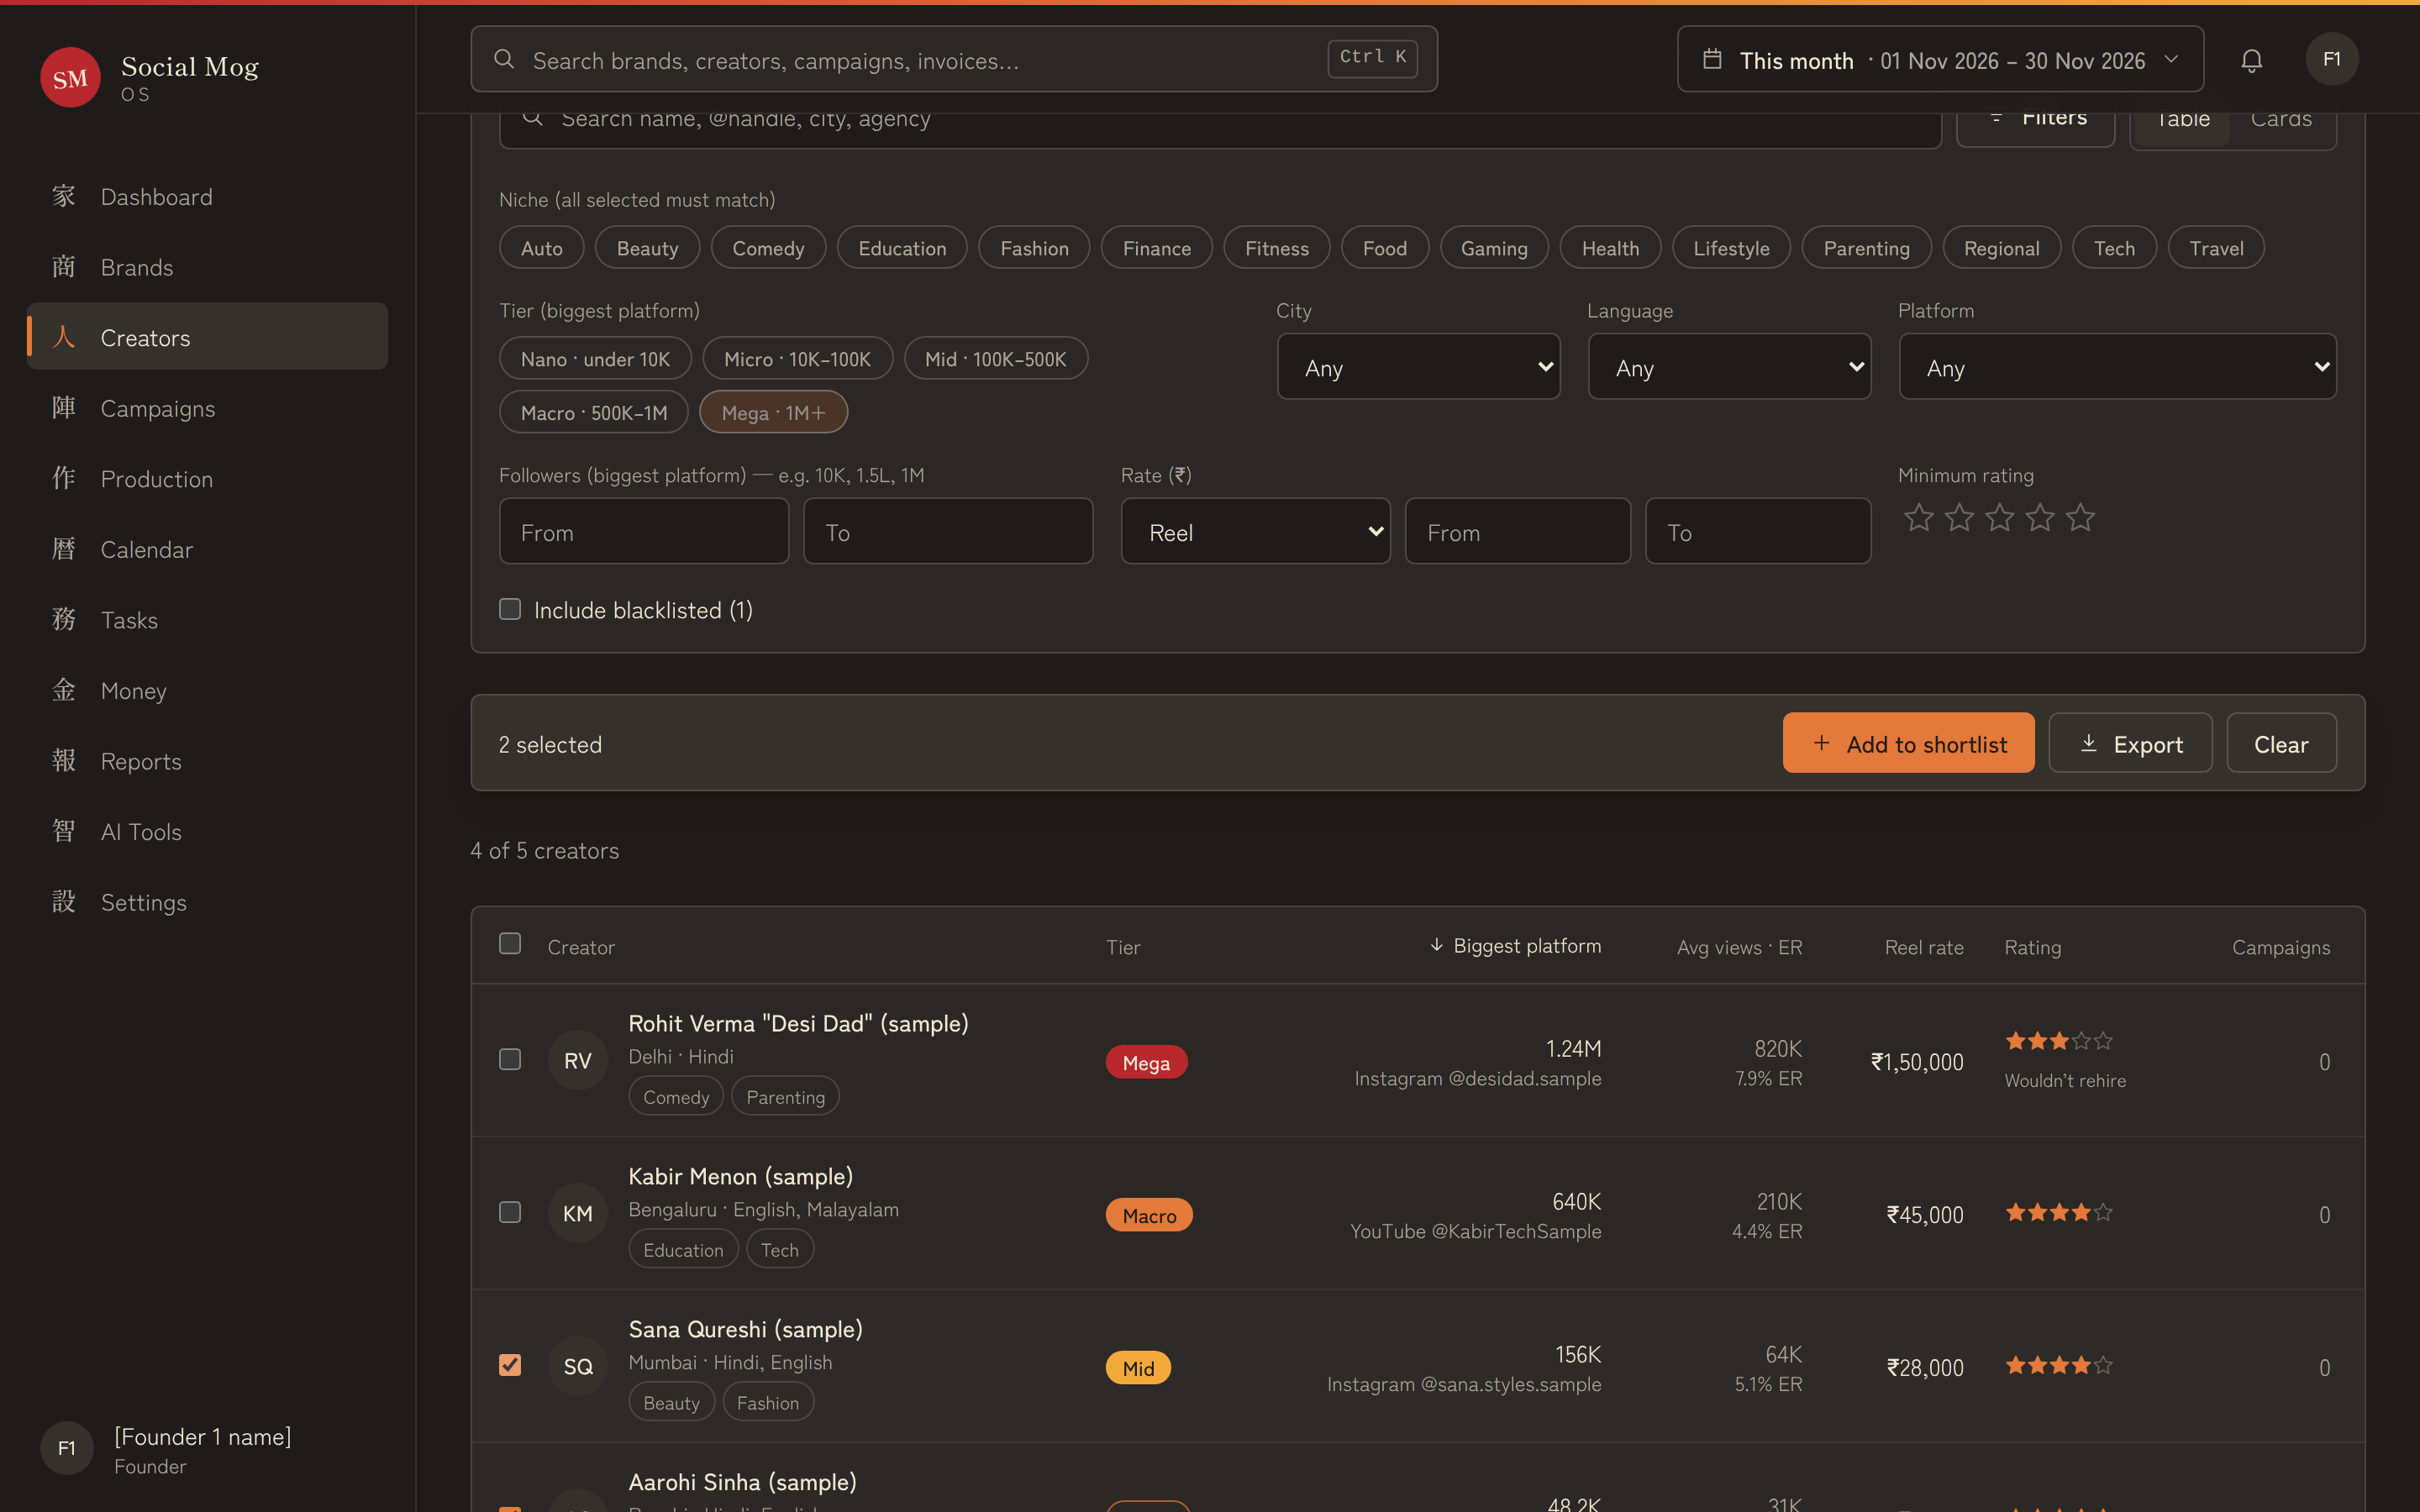 SM
Social Mog
OS
Search brands, creators, campaigns, invoices…
Ctrl K
This month · 01 Nov 2026 – 30 Nov 2026
F1
Search name, @handle, city, agency
Filters
Table
Cards
家 Dashboard
商 Brands
人 Creators
陣 Campaigns
作 Production
暦 Calendar
務 Tasks
金 Money
報 Reports
智 AI Tools
設 Settings
F1
[Founder 1 name]
Founder
Niche (all selected must match)
Auto Beauty Comedy Education Fashion Finance Fitness Food Gaming Health Lifestyle Parenting Regional Tech Travel
Tier (biggest platform)
Nano · under 10K Micro · 10K–100K Mid · 100K–500K
Macro · 500K–1M Mega · 1M+
City
Any
Language
Any
Platform
Any
Followers (biggest platform) — e.g. 10K, 1.5L, 1M
From To
Rate (₹)
Reel From To
Minimum rating
Include blacklisted (1)
2 selected
+ Add to shortlist
Export
Clear
4 of 5 creators
Creator Tier ↓ Biggest platform Avg views · ER Reel rate Rating Campaigns
RV
Rohit Verma "Desi Dad" (sample)
Delhi · Hindi
Comedy Parenting
Mega
1.24M
Instagram @desidad.sample
820K
7.9% ER
₹1,50,000
Wouldn't rehire
0
KM
Kabir Menon (sample)
Bengaluru · English, Malayalam
Education Tech
Macro
640K
YouTube @KabirTechSample
210K
4.4% ER
₹45,000
0
SQ
Sana Qureshi (sample)
Mumbai · Hindi, English
Beauty Fashion
Mid
156K
Instagram @sana.styles.sample
64K
5.1% ER
₹28,000
0
Aarohi Sinha (sample)
48.2K
31K